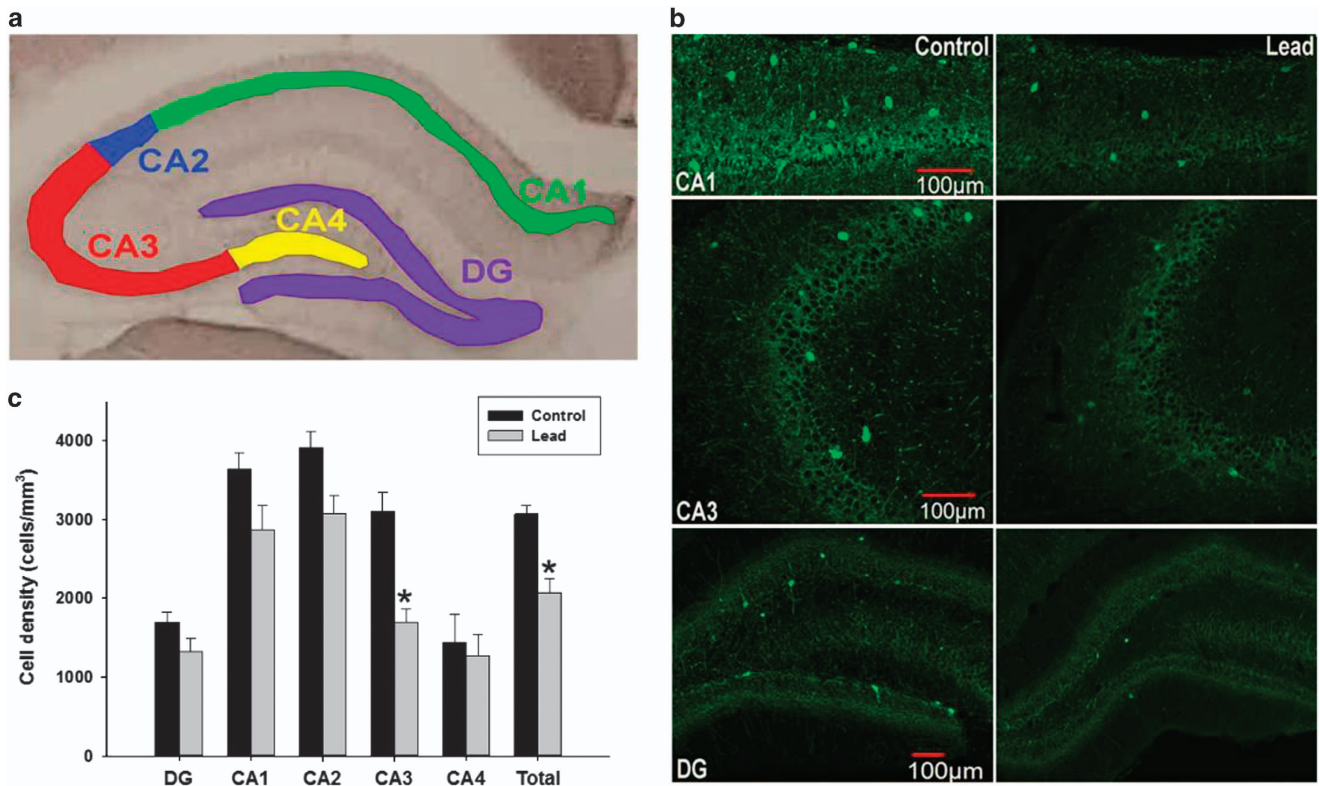 a
CA2
CA1
CA4
CA3
DG
b
Control
Lead
CA1
100µm
CA3
100µm
DG
100µm
c
Control
Lead
Cell density (cells/mm³)
4000
3000
2000
1000
0
*
*
DG CA1 CA2 CA3 CA4 Total